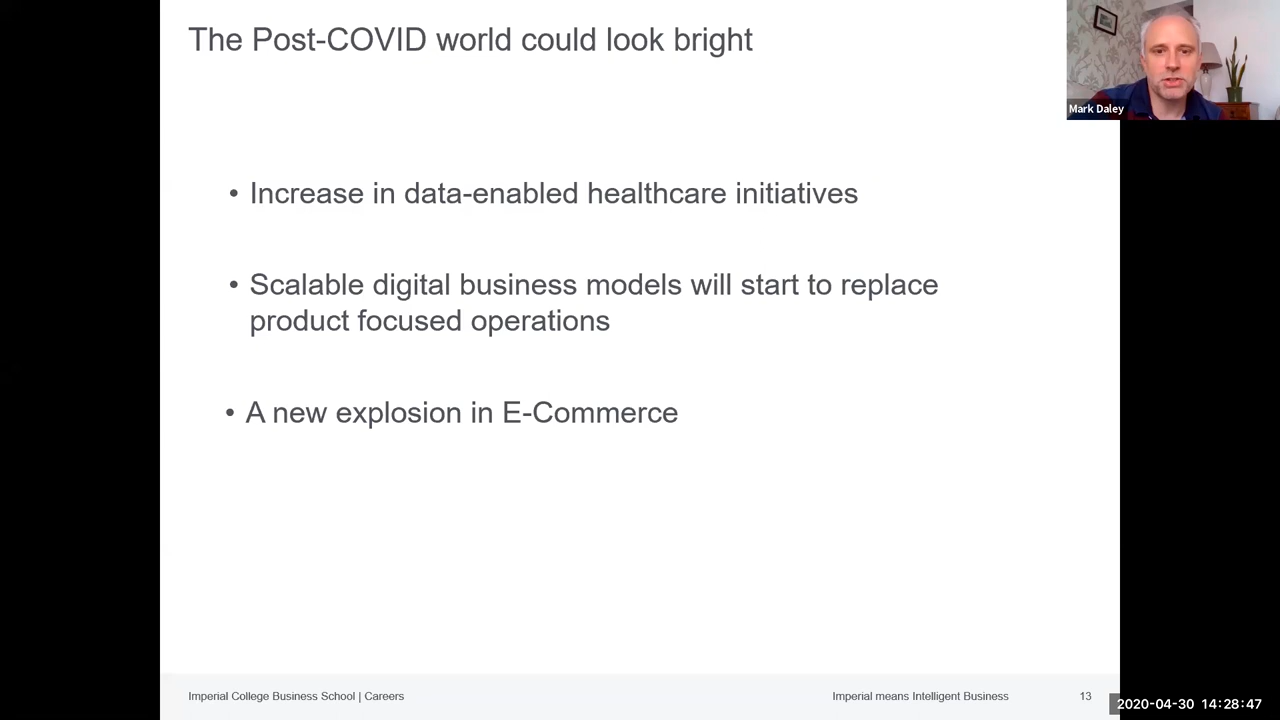 The Post-COVID world could look bright
Mark Daley
• Increase in data-enabled healthcare initiatives
• Scalable digital business models will start to replace
product focused operations
• A new explosion in E-Commerce
Imperial College Business School | Careers
Imperial means Intelligent Business
13
2020-04-30 14:28:47